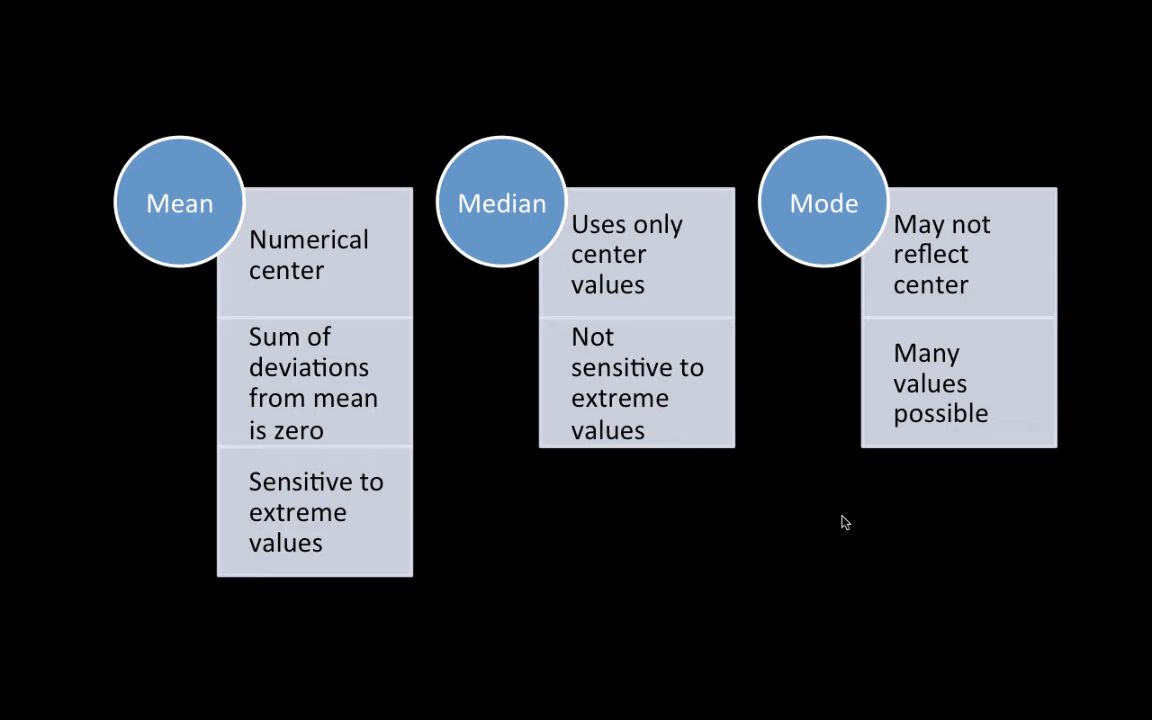 Mean
Numerical
center
Sum of
deviations
from mean
is zero
Sensitive to
extreme
values
Median
Uses only
center
values
Not
sensitive to
extreme
values
Mode
May not
reflect
center
Many
values
possible